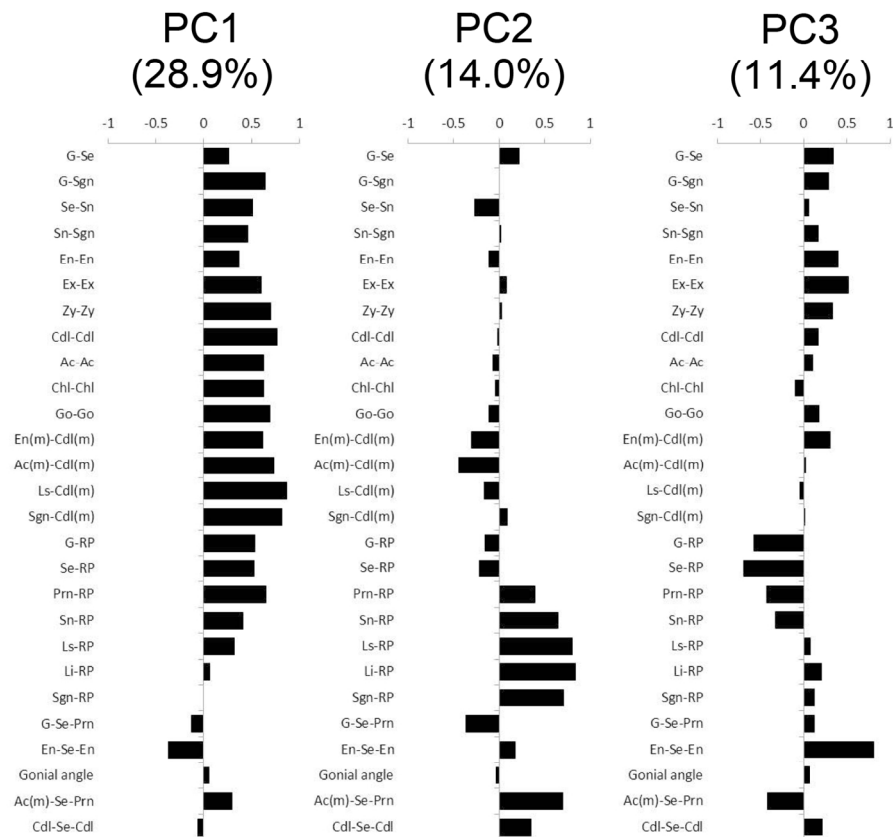 PC1 PC2 PC3
(28.9%) (14.0%) (11.4%)
-1 -0.5 0 0.5 1 -1 -0.5 0 0.5 1 -1 -0.5 0 0.5 1
G-Se G-Se G-Se
G-Sgn G-Sgn G-Sgn
Se-Sn Se-Sn Se-Sn
Sn-Sgn Sn-Sgn Sn-Sgn
En-En En-En En-En
Ex-Ex Ex-Ex Ex-Ex
Zy-Zy Zy-Zy Zy-Zy
Cdl-Cdl Cdl-Cdl Cdl-Cdl
Ac-Ac Ac-Ac Ac-Ac
Chl-Chl Chl-Chl Chl-Chl
Go-Go Go-Go Go-Go
En(m)-Cdl(m) En(m)-Cdl(m) En(m)-Cdl(m)
Ac(m)-Cdl(m) Ac(m)-Cdl(m) Ac(m)-Cdl(m)
Ls-Cdl(m) Ls-Cdl(m) Ls-Cdl(m)
Sgn-Cdl(m) Sgn-Cdl(m) Sgn-Cdl(m)
G-RP G-RP G-RP
Se-RP Se-RP Se-RP
Prn-RP Prn-RP Prn-RP
Sn-RP Sn-RP Sn-RP
Ls-RP Ls-RP Ls-RP
Li-RP Li-RP Li-RP
Sgn-RP Sgn-RP Sgn-RP
G-Se-Prn G-Se-Prn G-Se-Prn
En-Se-En En-Se-En En-Se-En
Gonial angle Gonial angle Gonial angle
Ac(m)-Se-Prn Ac(m)-Se-Prn Ac(m)-Se-Prn
Cdl-Se-Cdl Cdl-Se-Cdl Cdl-Se-Cdl